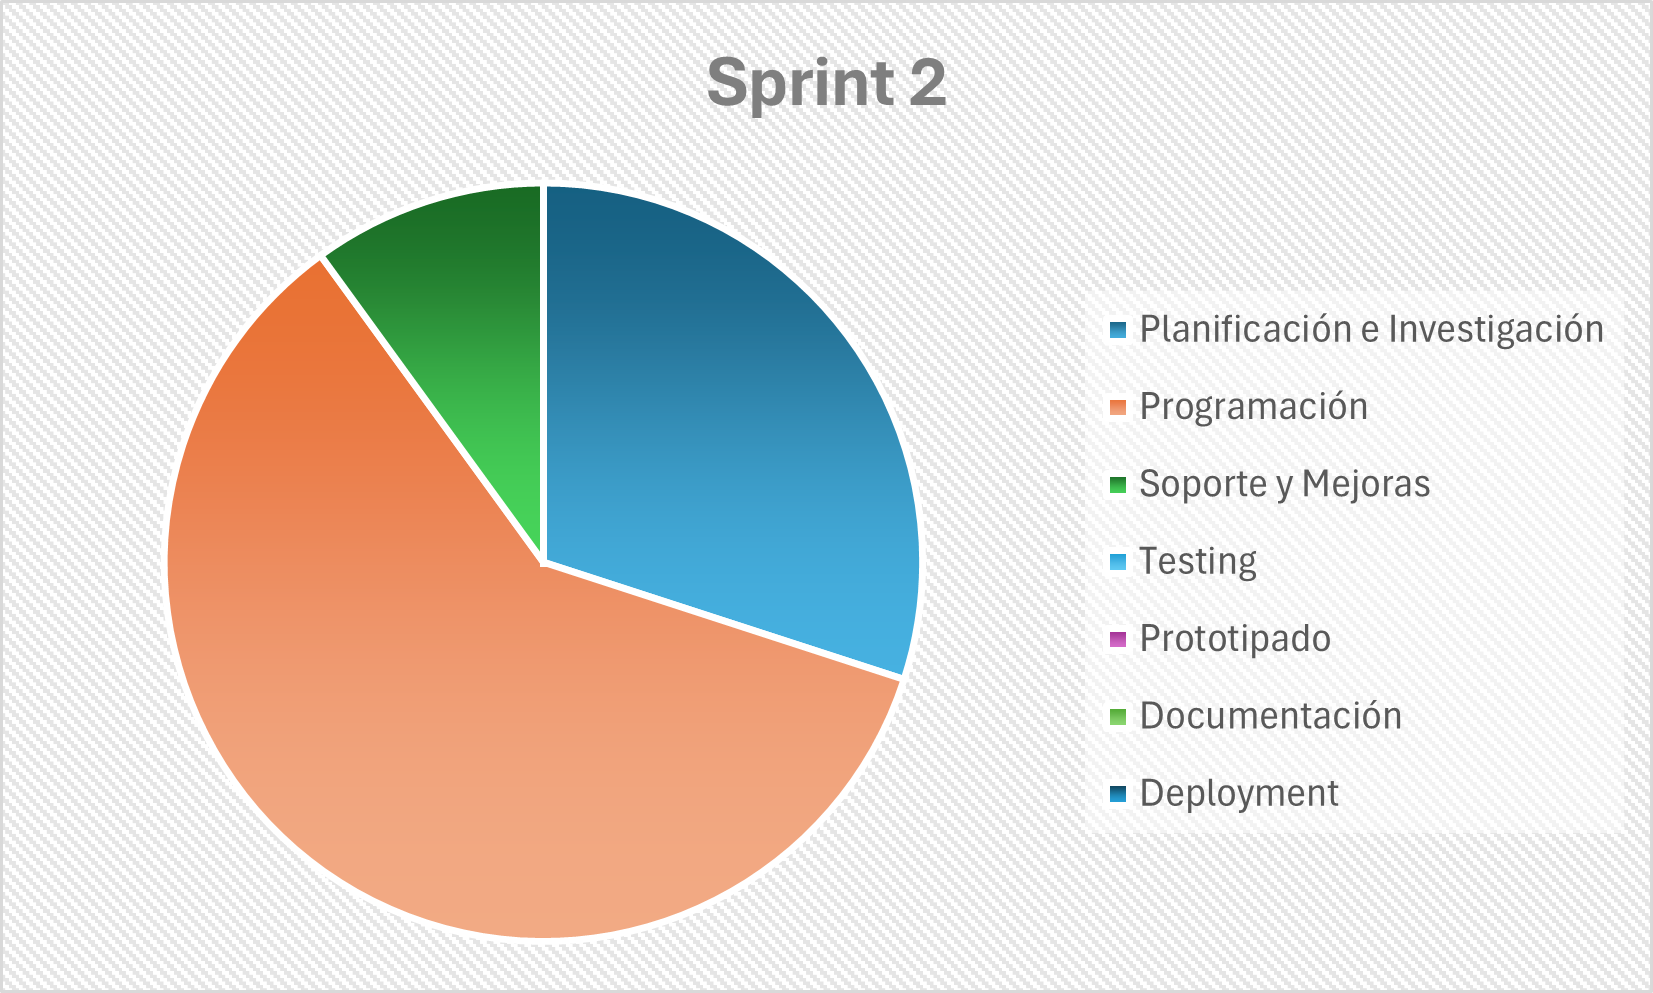 Sprint 2
Planificación e Investigación
Programación
Soporte y Mejoras
Testing
Prototipado
Documentación
Deployment